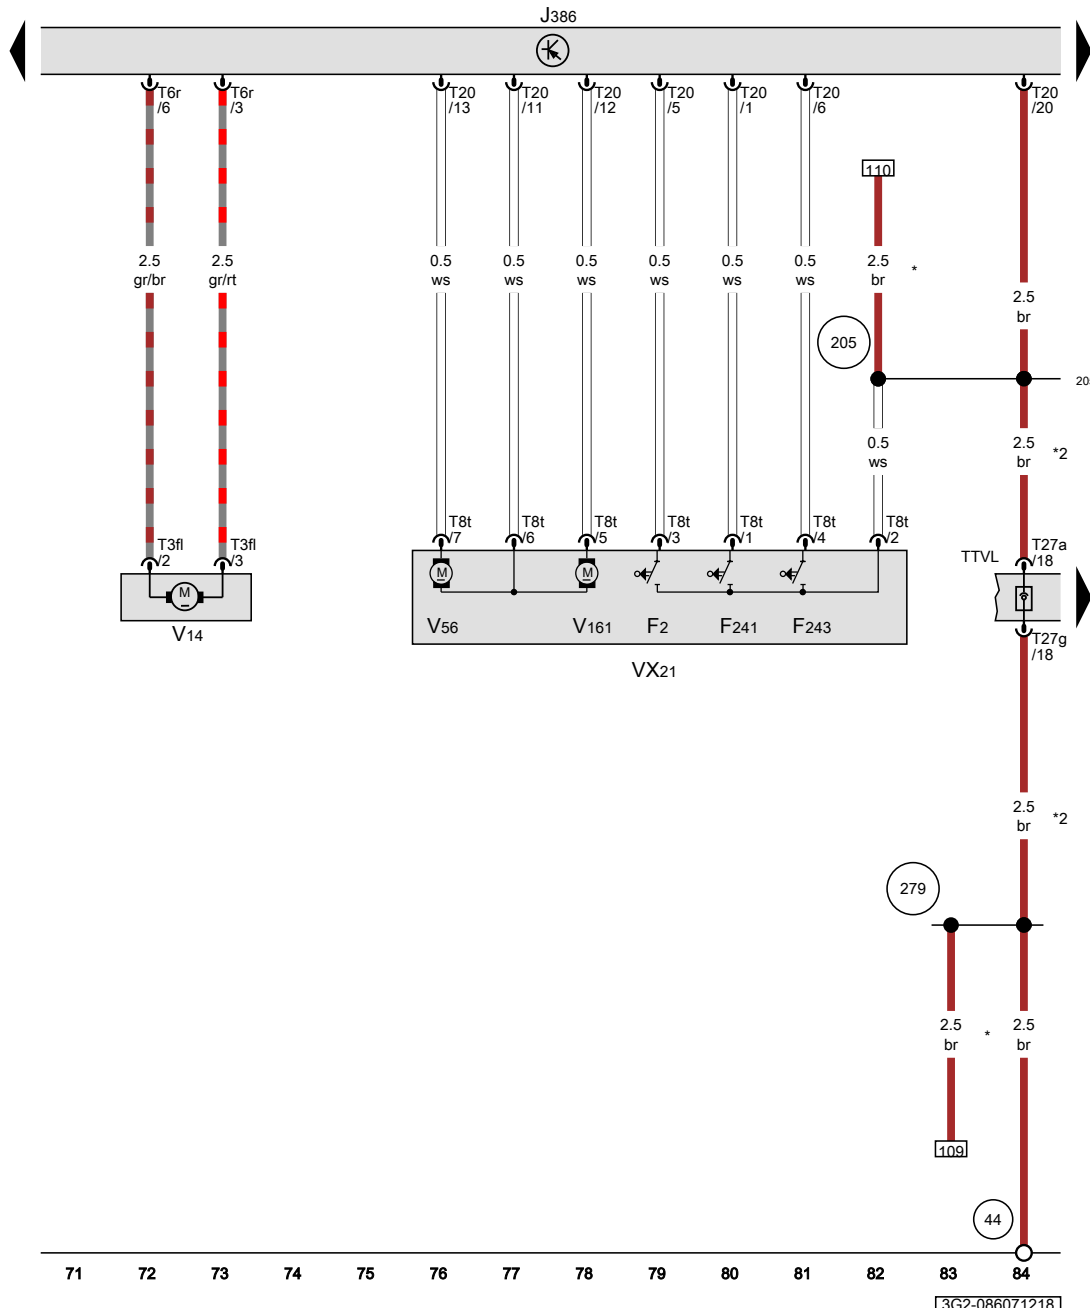 J386
T6r
/6
T6r
/3
T20
/13
T20
/11
T20
/12
T20
/5
T20
/1
T20
/6
T20
/20
110
2.5
gr/br
2.5
gr/rt
0.5
ws
0.5
ws
0.5
ws
0.5
ws
0.5
ws
0.5
ws
2.5
br
*
2.5
br
205
0.5
ws
2.5
br
*2
T3fl
/2
T3fl
/3
T8t
/7
T8t
/6
T8t
/5
T8t
/3
T8t
/1
T8t
/4
T8t
/2
TTVL
T27a
/18
M
M
M
V14
V56
V161
F2
F241
F243
VX21
T27g
/18
2.5
br
*2
279
2.5
br
*
2.5
br
109
44
71 72 73 74 75 76 77 78 79 80 81 82 83 84
3G2-086071218